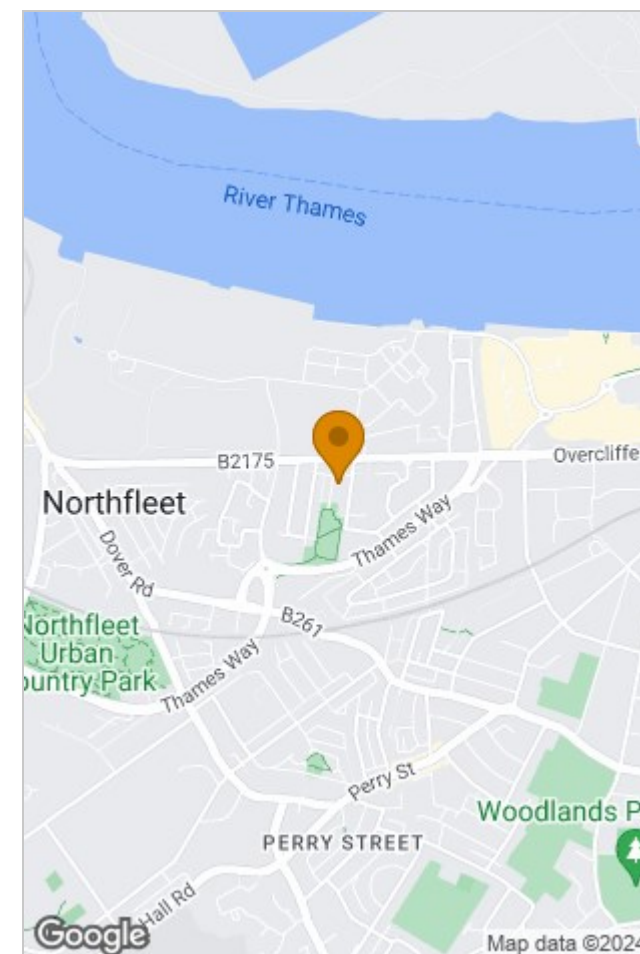 River Thames
B2175
Overcliffe
Northfleet
Thames Way
Dover Rd
B261
Northfleet
Urban
ountry Park
Thames Way
Perry St
Woodlands P
PERRY STREET
Hall Rd
Google
Map data ©2024